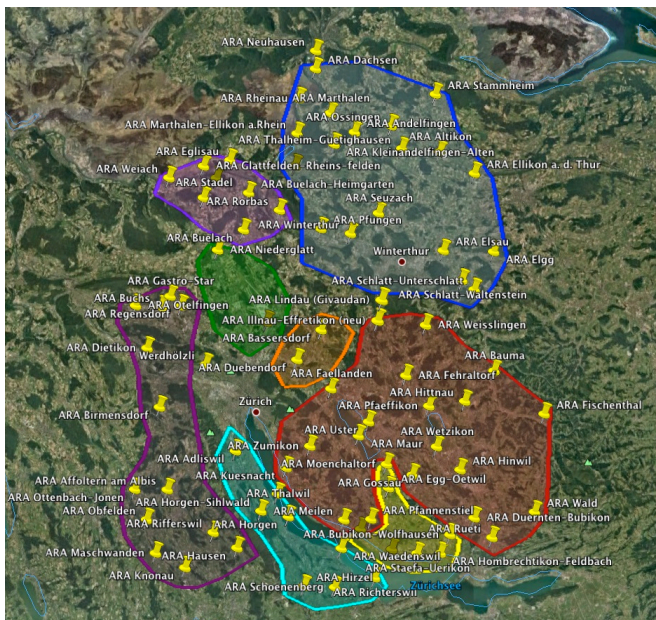 ARA Neuhausen
ARA Dachsen
ARA Stammheim
ARA Rheinau
ARA Marthalen
ARA Ossingen
ARA Andelfingen
ARA Marthalen-Ellikon a.Rhein
ARA Altikon
ARA Thalheim-Guetighausen
ARA Kleinandelfingen-Alten
ARA Eglisau
ARA Glattfelden-Rheins-felden
ARA Ellikon a. d. Thur
ARA Weiach
ARA Stadel
ARA Buelach-Heimgarten
ARA Seuzach
ARA Rorbas
ARA Winterthur
ARA Pfungen
ARA Buelach
ARA Niederglatt
Winterthur
ARA Elsau
ARA Elgg
ARA Gastro-Star
ARA Schlatt-Unterschlatt
ARA Buchs
ARA Otelfingen
ARA Lindau (Givaudan)
ARA Schlatt-Waltenstein
ARA Regensdorf
ARA Illnau-Effretikon (neu)
ARA Weisslingen
ARA Bassersdorf
ARA Dietikon
Werdholzli
ARA Duebendorf
ARA Bauma
ARA Faellanden
ARA Fehraltorf
ARA Hittnau
ARA Birmensdorf
Zürich
ARA Pfaeffikon
ARA Fischenthal
ARA Uster
ARA Wetzikon
ARA Zumikon
ARA Maur
ARA Adliswil
ARA Moenchaltorf
ARA Hinwil
ARA Kuesnacht
ARA Affoltern am Albis
ARA Gossau
ARA Egg-Oetwil
ARA Ottenbach-Jonen
ARA Horgen-Sihlwald
ARA Thalwil
ARA Wald
ARA Obfelden
ARA Meilen
ARA Pfannenstiel
ARA Duernten-Bubikon
ARA Rifferswil
ARA Horgen
ARA Bubikon-Wolfhausen
ARA Rueti
ARA Maschwanden
ARA Hausen
ARA Waedenswil
ARA Hombrechtikon-Feldbach
ARA Staefa-Uerikon
ARA Knonau
ARA Hirzel
ARA Schoenenberg
ARA Richterswil
Zürichsee